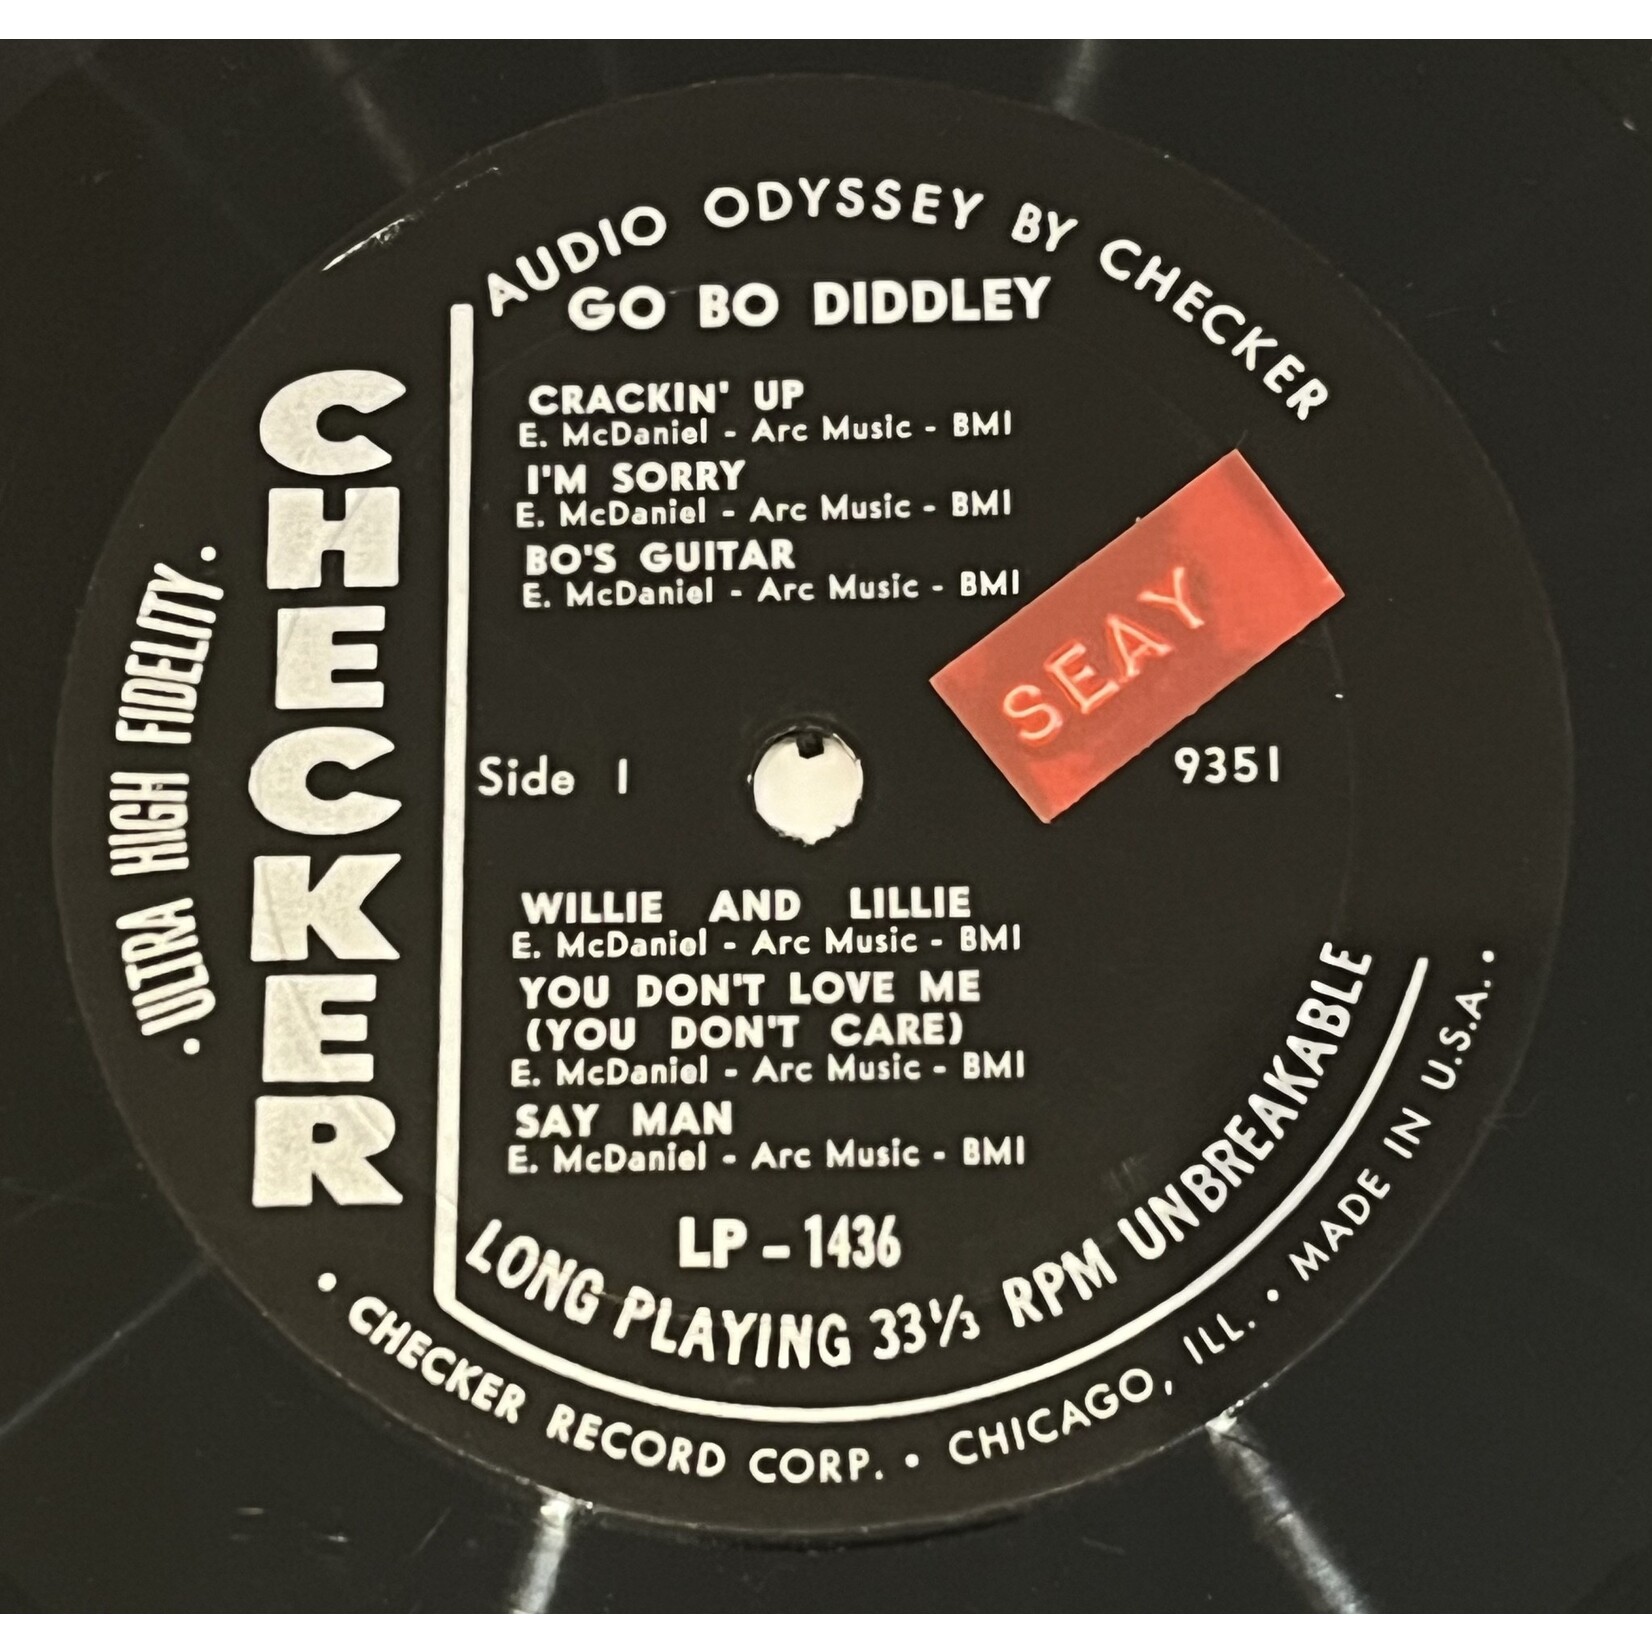 AUDIO ODYSSEY BY CHECKER
GO BO DIDDLEY
CRACKIN' UP
E. McDaniel - Arc Music - BMI
I'M SORRY
E. McDaniel - Arc Music - BMI
BO'S GUITAR
E. McDaniel - Arc Music - BMI
SEAY
Side 1
9351
WILLIE AND LILLIE
E. McDaniel - Arc Music - BMI
YOU DON'T LOVE ME
(YOU DON'T CARE)
E. McDaniel - Arc Music - BMI
SAY MAN
E. McDaniel - Arc Music - BMI
LP - 1436
LONG PLAYING 33⅓ RPM UNBREAKABLE
CHECKER
• ULTRA HIGH FIDELITY •
• CHECKER RECORD CORP. • CHICAGO, ILL. • MADE IN U.S.A. •